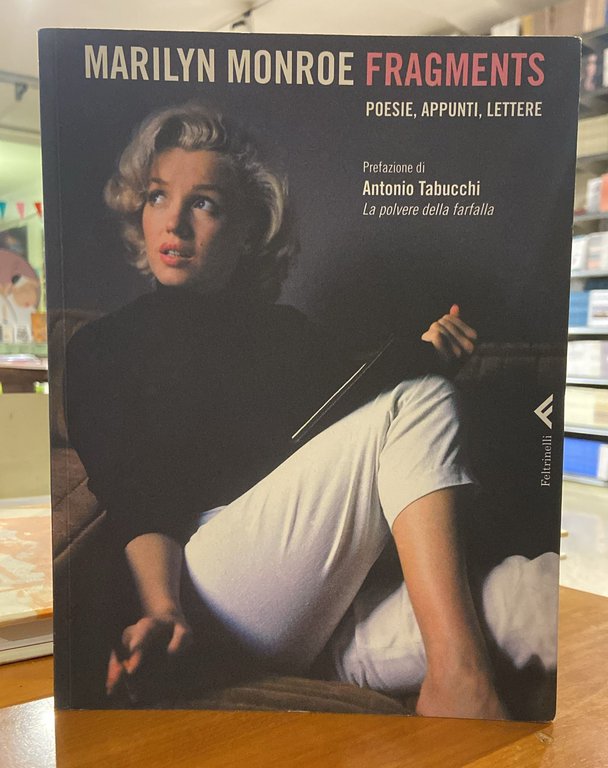 MARILYN MONROE FRAGMENTS
POESIE, APPUNTI, LETTERE
Prefazione di
Antonio Tabucchi
La polvere della farfalla
Feltrinelli